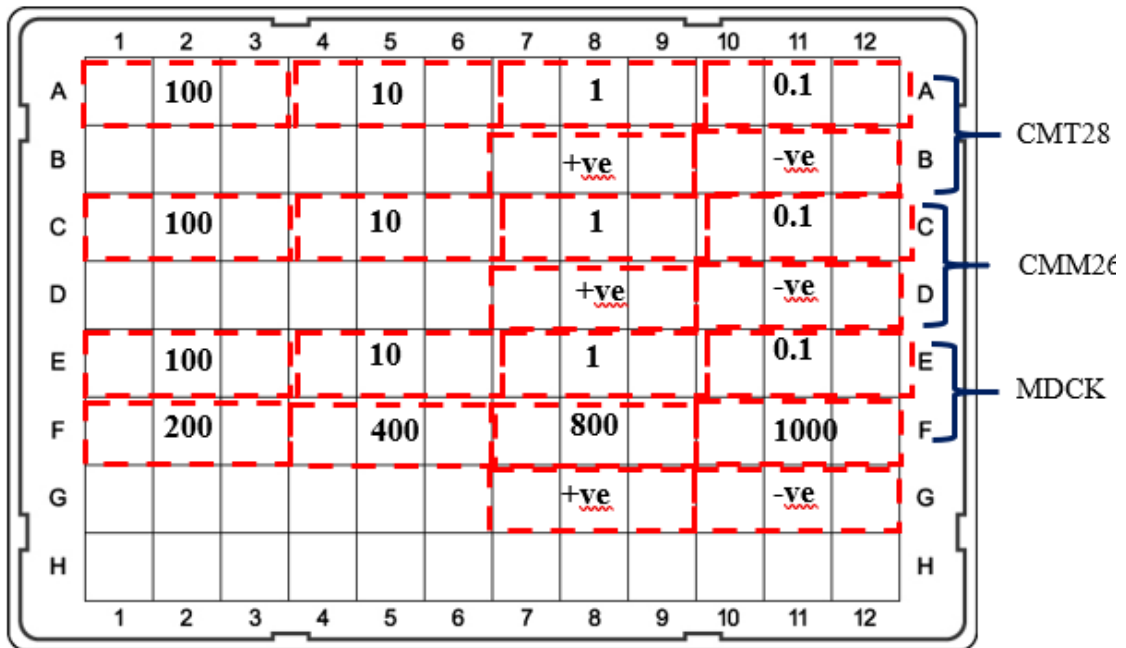 1 2 3 4 5 6 7 8 9 10 11 12
A 100 10 1 0.1 A
CMT28
B +ve -ve B
C 100 10 1 0.1 C
CMM26
D +ve -ve D
E 100 10 1 0.1 E
MDCK
F 200 400 800 1000 F
G +ve -ve G
H H
1 2 3 4 5 6 7 8 9 10 11 12